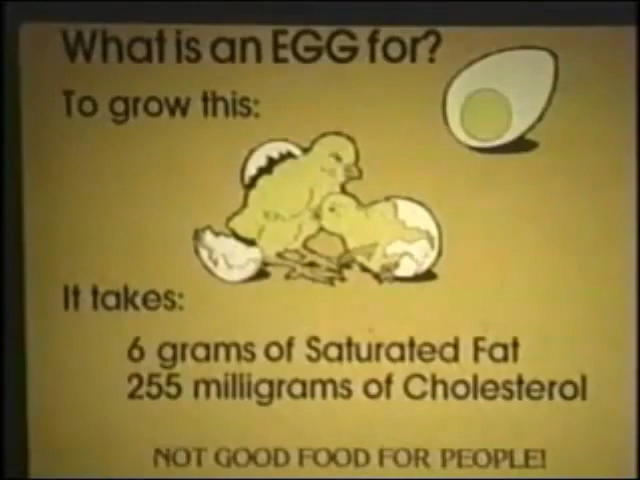 What is an EGG for?
To grow this:
It takes:
6 grams of Saturated Fat
255 milligrams of Cholesterol
NOT GOOD FOOD FOR PEOPLE!